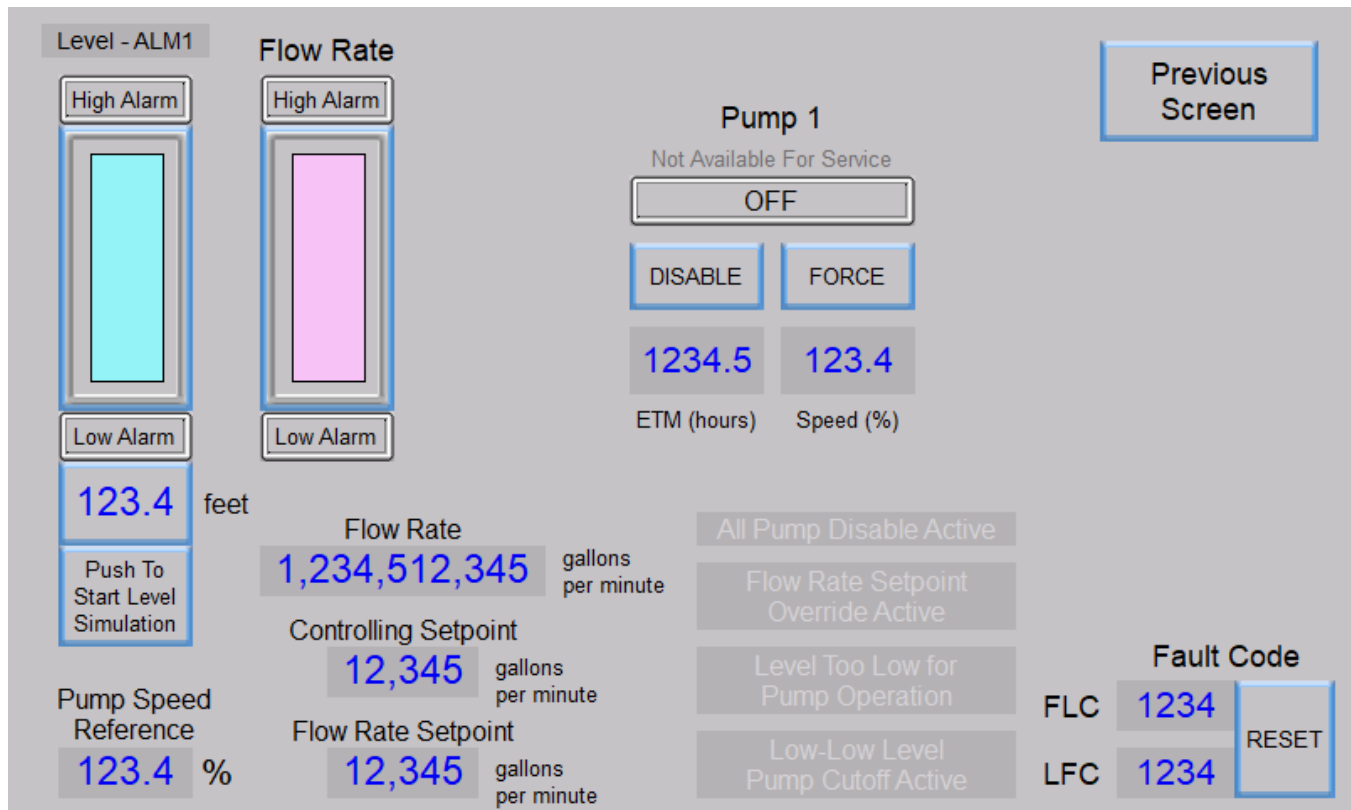 Level - ALM1
Flow Rate
High Alarm
High Alarm
Low Alarm
Low Alarm
123.4 feet
Push To
Start Level
Simulation
Pump Speed
Reference
123.4 %
Flow Rate
1,234,512,345 gallons
per minute
Controlling Setpoint
12,345 gallons
per minute
Flow Rate Setpoint
12,345 gallons
per minute
Pump 1
Not Available For Service
OFF
DISABLE FORCE
1234.5 123.4
ETM (hours) Speed (%)
All Pump Disable Active
Flow Rate Setpoint
Override Active
Level Too Low for
Pump Operation
Low-Low Level
Pump Cutoff Active
Previous
Screen
Fault Code
FLC 1234
LFC 1234
RESET